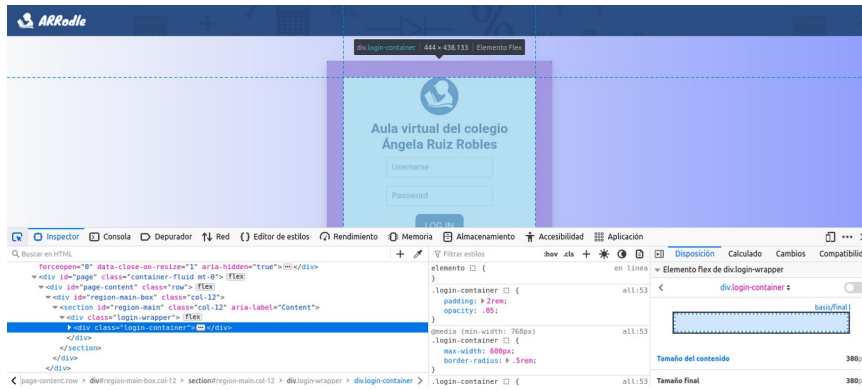 ARRodle
div.login-container | 444 × 438.133 | Elemento Flex
Aula virtual del colegio
Ángela Ruiz Robles
Username
Password
LOG IN
Inspector Consola Depurador Red Editor de estilos Rendimiento Memoria Almacenamiento Accesibilidad Aplicación
Buscar en HTML
forceopen="0" data-close-on-resize="1" aria-hidden="true"> </div>
<div id="page" class="container-fluid mt-0"> flex
<div id="page-content" class="row"> flex
<div id="region-main-box" class="col-12">
<section id="region-main" class="col-12" aria-label="Content">
<div class="login-wrapper"> flex
<div class="login-container"> </div>
</div>
</section>
</div>
</div>
page-content.row > div#region-main-box.col-12 > section#region-main.col-12 > div.login-wrapper > div.login-container
Filtrar estilos :hov .cls +
elemento { en línea
}
.login-container { all:53
padding: 2rem;
opacity: .85;
}
@media (min-width: 768px) all:53
.login-container {
max-width: 600px;
border-radius: .5rem;
}
.login-container { all:53
Disposición Calculado Cambios Compatibilid
Elemento flex de div.login-wrapper
div.login-container
basis/final
Tamaño del contenido 380
Tamaño final 380